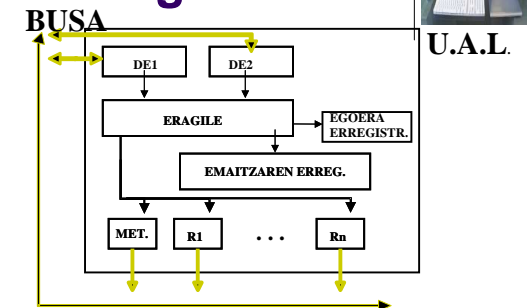 BUSA
U.A.L.
DE1
DE2
ERAGILE
EGOERA
ERREGISTR.
EMAITZAREN ERREG.
MET.
R1
...
Rn